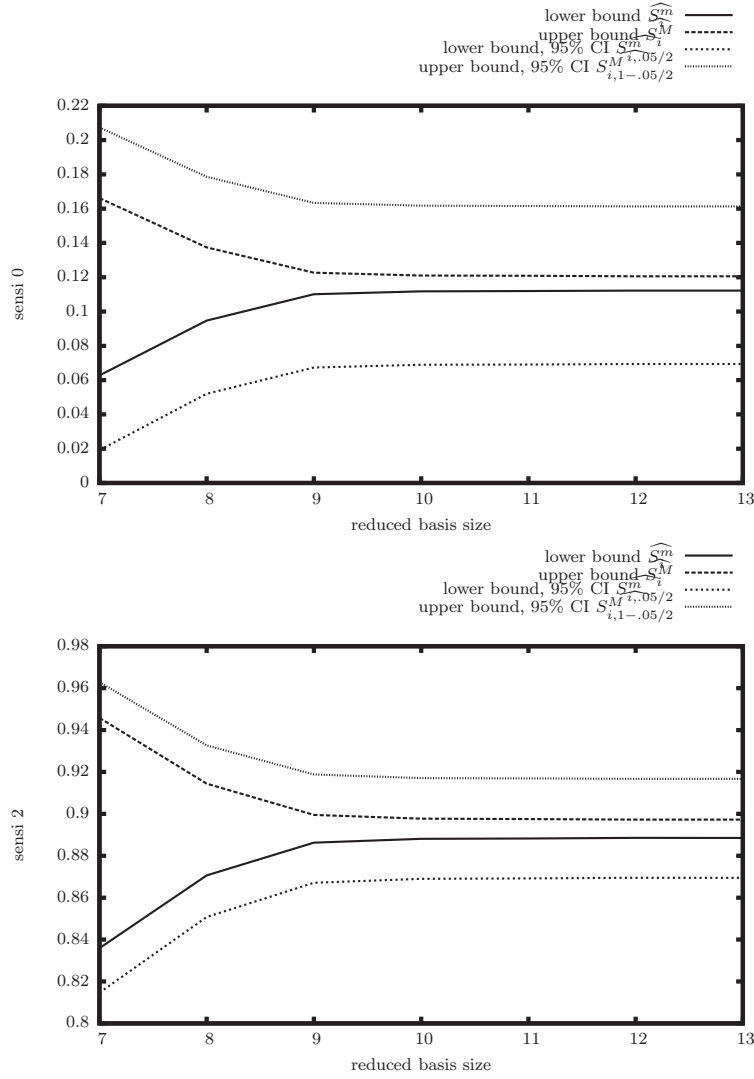 lower bound $\widehat{S_i^m}$
upper bound $\widehat{S_i^M}$
lower bound, 95% CI $\widehat{S^m_{i,.05/2}}$
upper bound, 95% CI $\widehat{S^M_{i,1-.05/2}}$
0.22
0.2
0.18
0.16
0.14
0.12
0.1
0.08
0.06
0.04
0.02
0
sensi 0
7 8 9 10 11 12 13
reduced basis size
lower bound $\widehat{S_i^m}$
upper bound $\widehat{S_i^M}$
lower bound, 95% CI $\widehat{S^m_{i,.05/2}}$
upper bound, 95% CI $\widehat{S^M_{i,1-.05/2}}$
0.98
0.96
0.94
0.92
0.9
0.88
0.86
0.84
0.82
0.8
sensi 2
7 8 9 10 11 12 13
reduced basis size